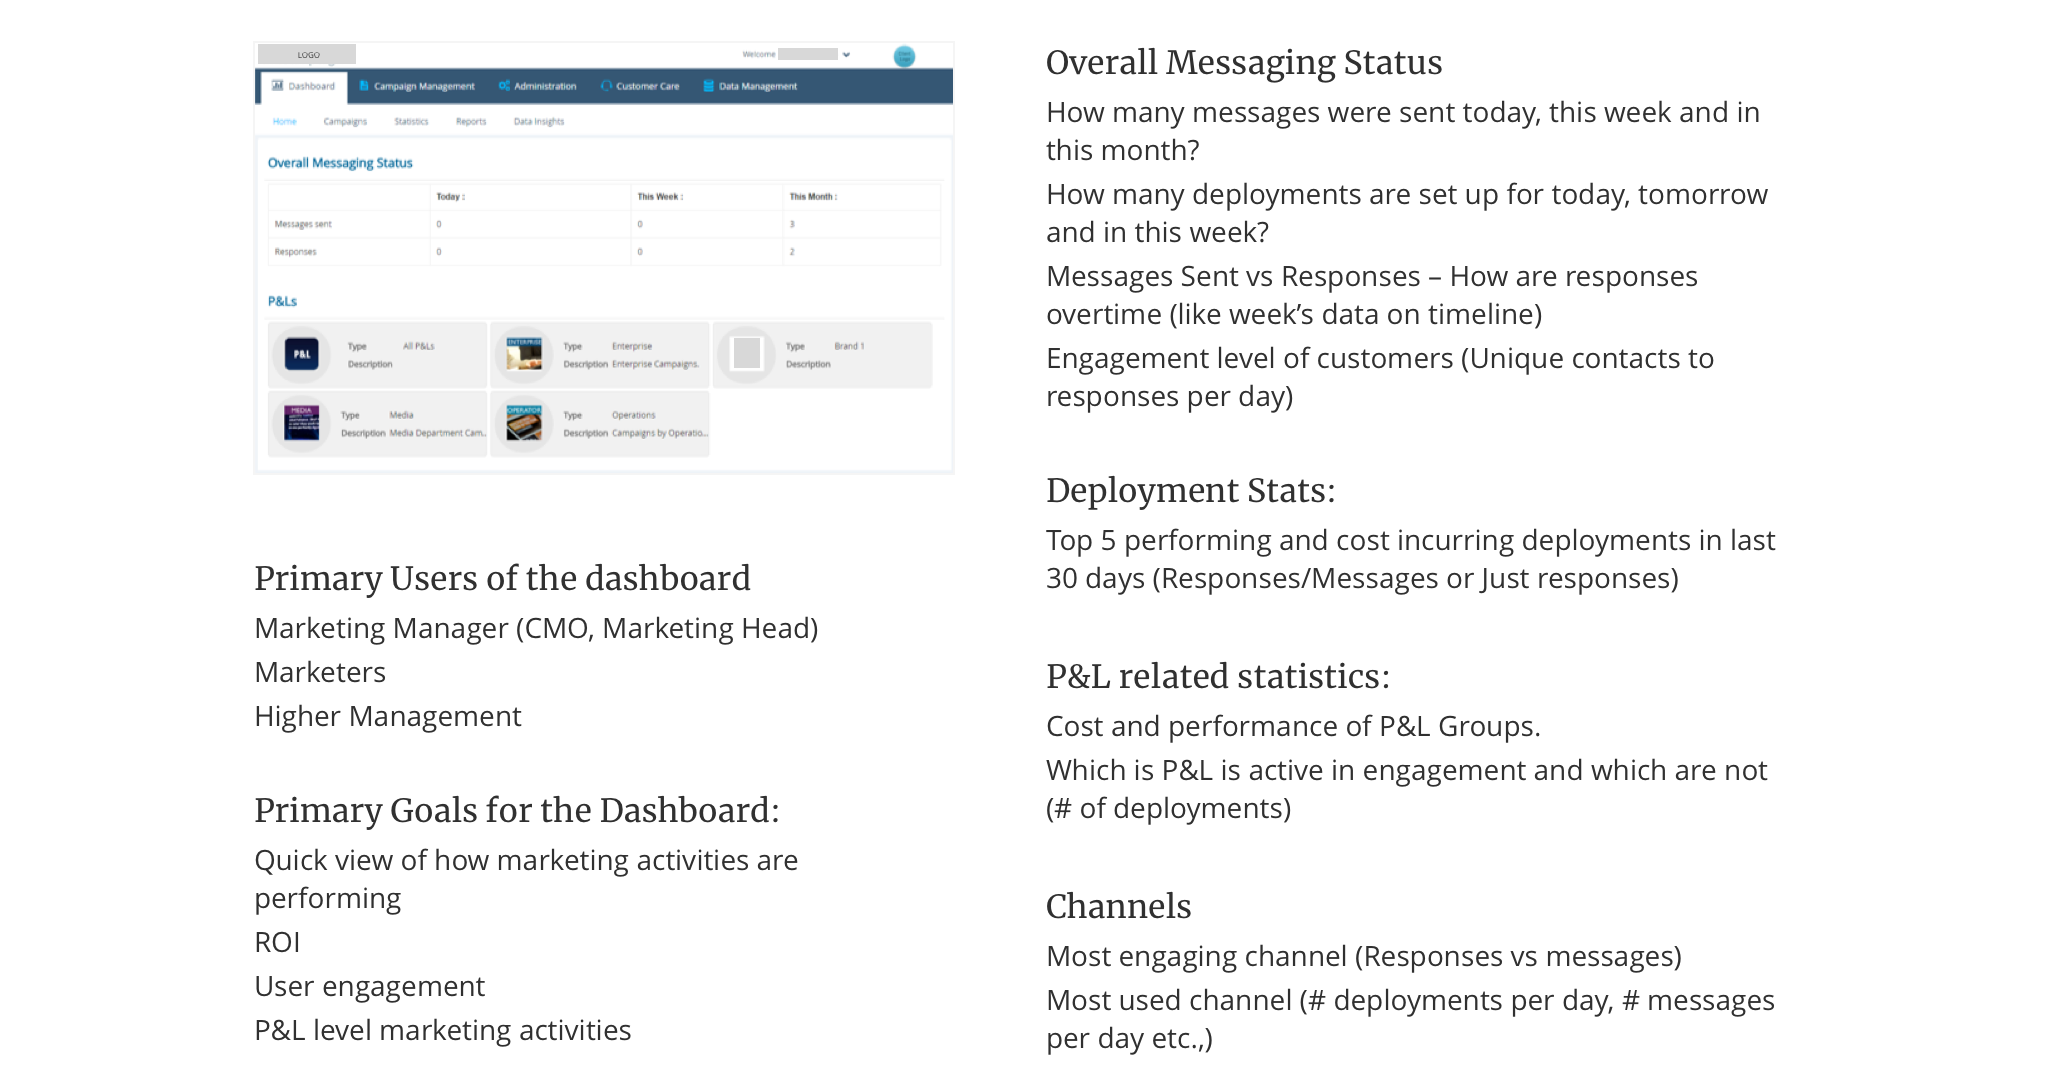 LOGO
Welcome
Dashboard
Campaign Management
Administration
Customer Care
Data Management
Home
Campaigns
Statistics
Reports
Data Insights
Overall Messaging Status
Today :
This Week :
This Month :
Messages sent
0
0
3
Responses
0
0
2
P&Ls
P&L
Type All P&Ls
Description
ENTERPRISE
Type Enterprise
Description Enterprise Campaigns.
Type Brand 1
Description
MEDIA
Type Media
Description Media Department Cam..
OPERATOR
Type Operations
Description Campaigns by Operatio...
Primary Users of the dashboard
Marketing Manager (CMO, Marketing Head)
Marketers
Higher Management
Primary Goals for the Dashboard:
Quick view of how marketing activities are
performing
ROI
User engagement
P&L level marketing activities
Overall Messaging Status
How many messages were sent today, this week and in
this month?
How many deployments are set up for today, tomorrow
and in this week?
Messages Sent vs Responses – How are responses
overtime (like week’s data on timeline)
Engagement level of customers (Unique contacts to
responses per day)
Deployment Stats:
Top 5 performing and cost incurring deployments in last
30 days (Responses/Messages or Just responses)
P&L related statistics:
Cost and performance of P&L Groups.
Which is P&L is active in engagement and which are not
(# of deployments)
Channels
Most engaging channel (Responses vs messages)
Most used channel (# deployments per day, # messages
per day etc.,)